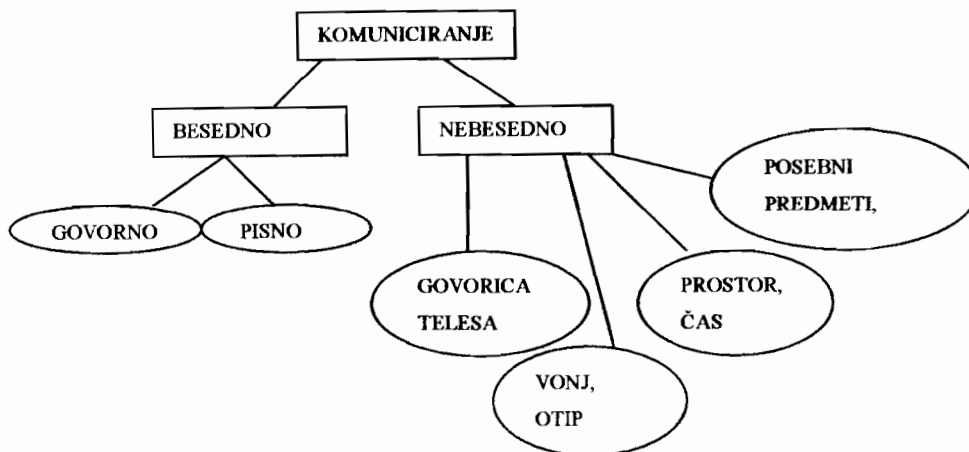 KOMUNICIRANJE
BESEDNO
NEBESEDNO
GOVORNO
PISNO
GOVORICA
TELESA
VONJ,
OTIP
PROSTOR,
ČAS
POSEBNI
PREDMETI,